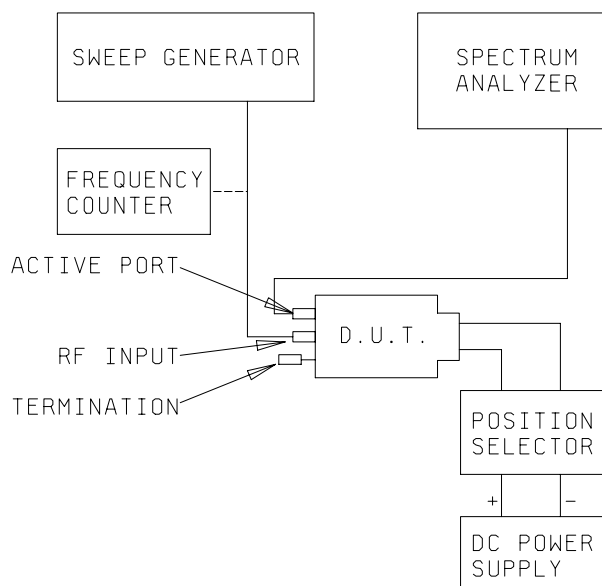 SWEEP GENERATOR
SPECTRUM
ANALYZER
FREQUENCY
COUNTER
ACTIVE PORT
D.U.T.
RF INPUT
TERMINATION
POSITION
SELECTOR
+ -
DC POWER
SUPPLY